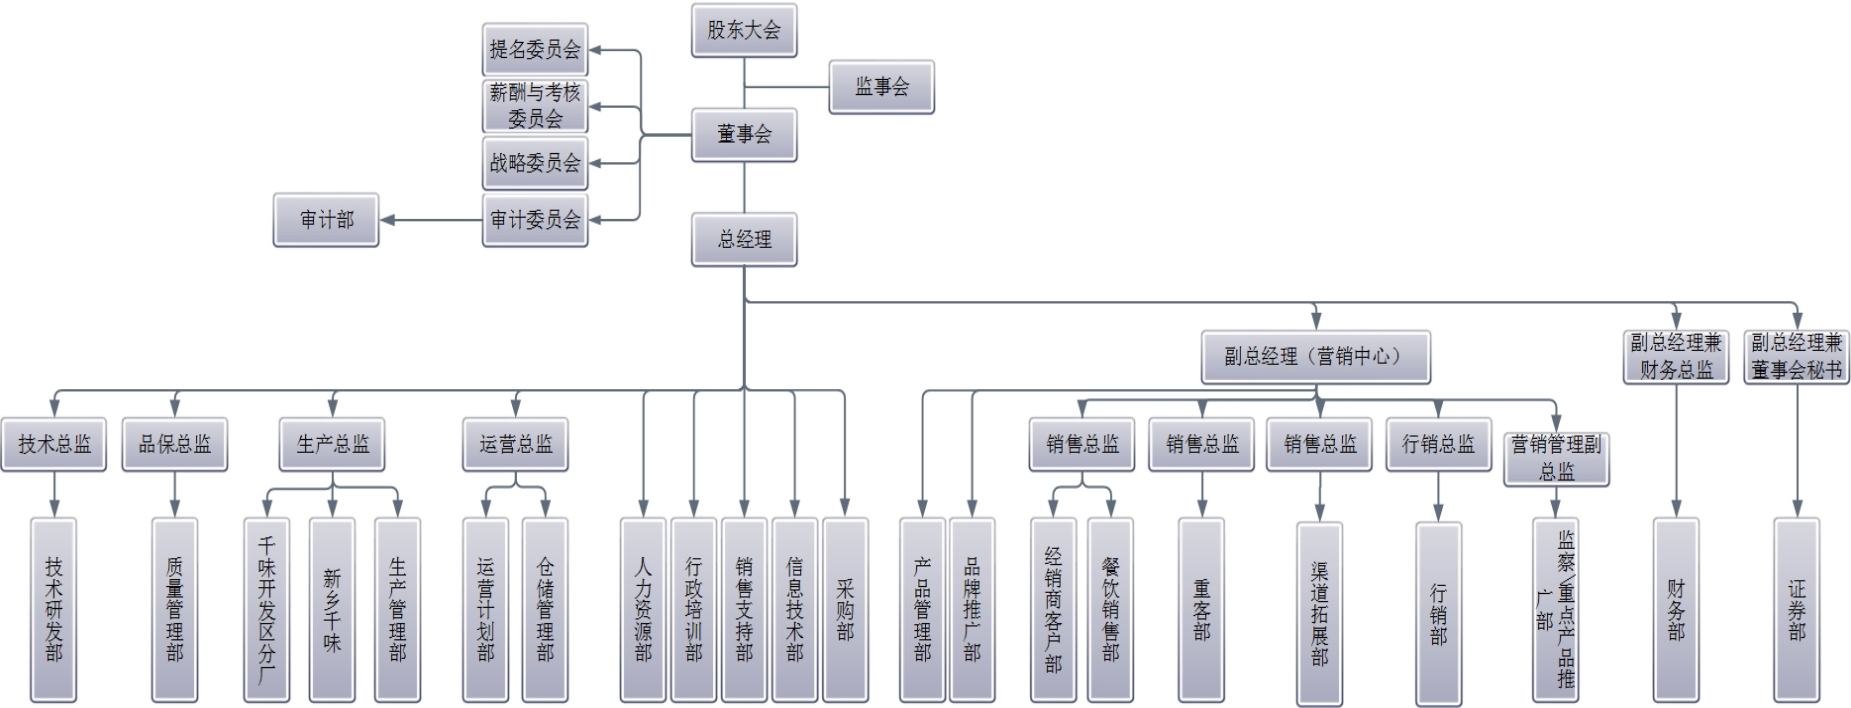 股东大会
提名委员会
监事会
薪酬与考核
委员会
董事会
战略委员会
审计部
审计委员会
总经理
副总经理（营销中心）
副总经理兼
财务总监
副总经理兼
董事会秘书
技术总监
品保总监
生产总监
运营总监
销售总监
销售总监
销售总监
行销总监
营销管理副
总监
技术研发部
质量管理部
千味开发区分厂
新乡千味
生产管理部
运营计划部
仓储管理部
人力资源部
行政培训部
销售支持部
信息技术部
采购部
产品管理部
品牌推广部
经销商客户部
餐饮销售部
重客部
渠道拓展部
行销部
监察/重点产品推
广部
财务部
证券部